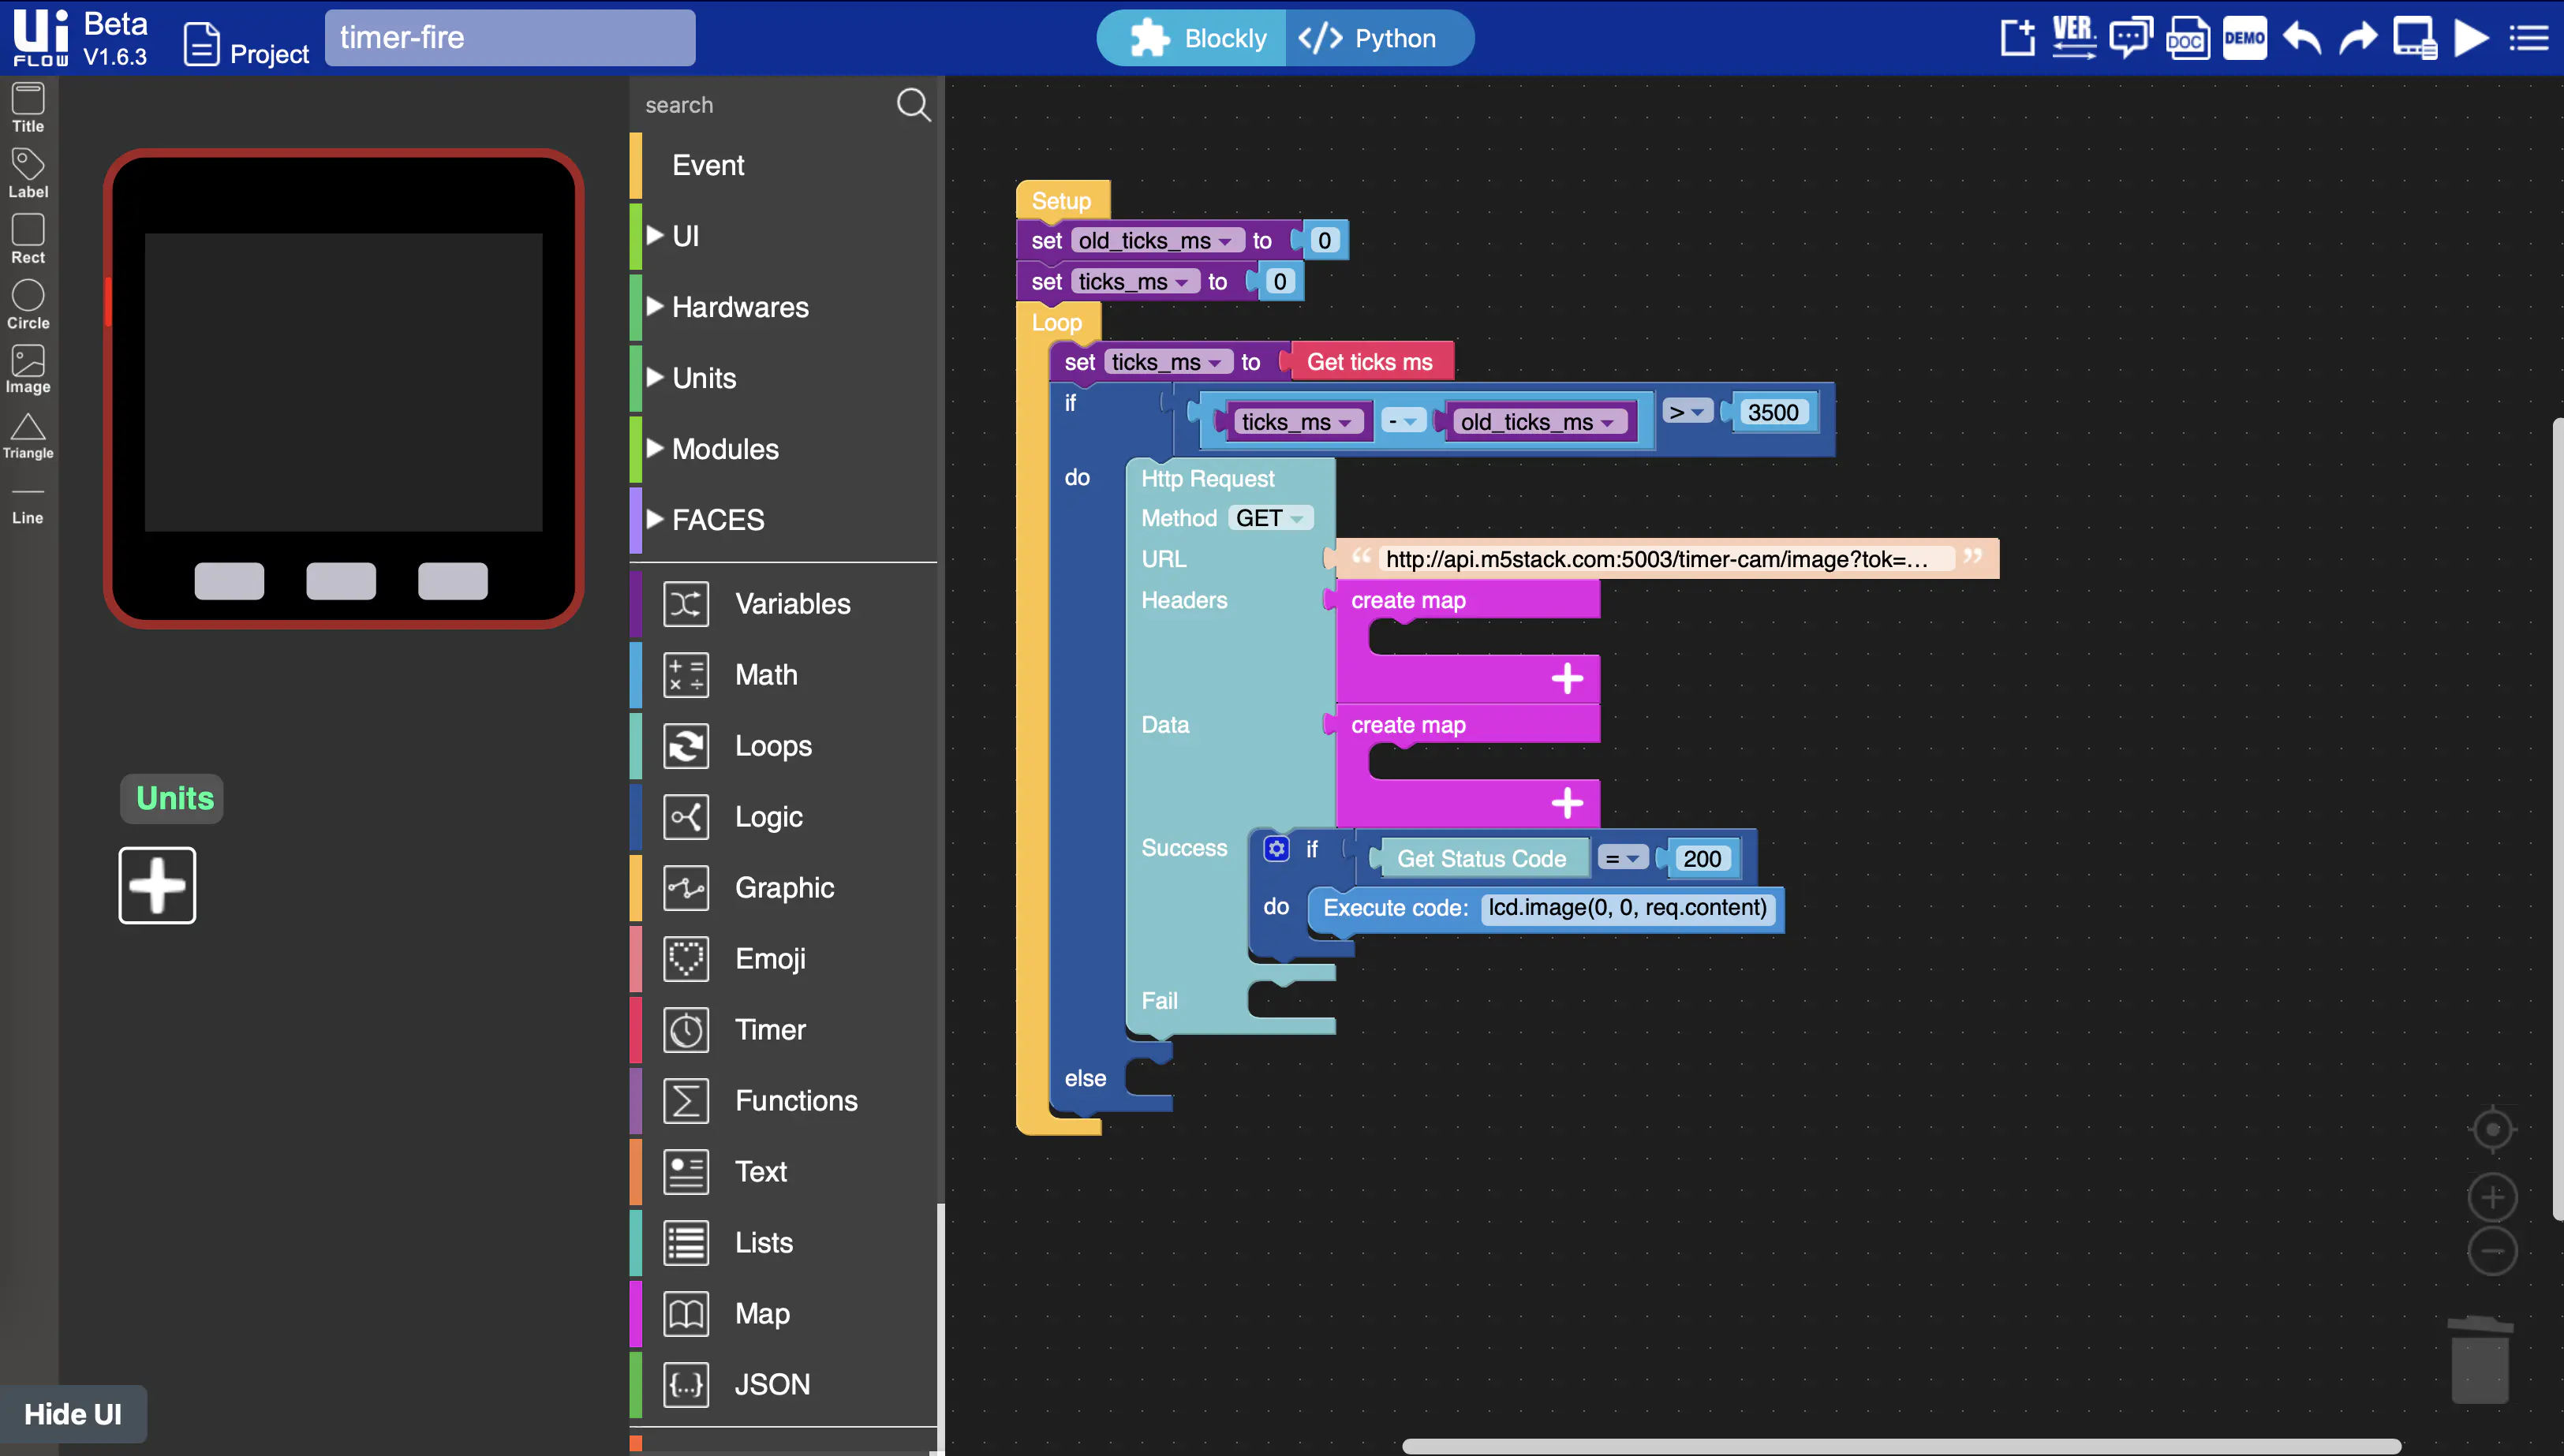 Ui FLOW Beta V1.6.3 Project timer-fire Blockly </> Python VER. DOC DEMO
Title
Label
Rect
Circle
Image
Triangle
Line
Units
Hide UI
search
Event
UI
Hardwares
Units
Modules
FACES
Variables
Math
Loops
Logic
Graphic
Emoji
Timer
Functions
Text
Lists
Map
JSON
Setup
set old_ticks_ms to 0
set ticks_ms to 0
Loop
set ticks_ms to Get ticks ms
if ticks_ms - old_ticks_ms > 3500
do Http Request
Method GET
URL “ http://api.m5stack.com:5003/timer-cam/image?tok=... ”
Headers create map
+
Data create map
+
Success if Get Status Code = 200
do Execute code: lcd.image(0, 0, req.content)
Fail
else